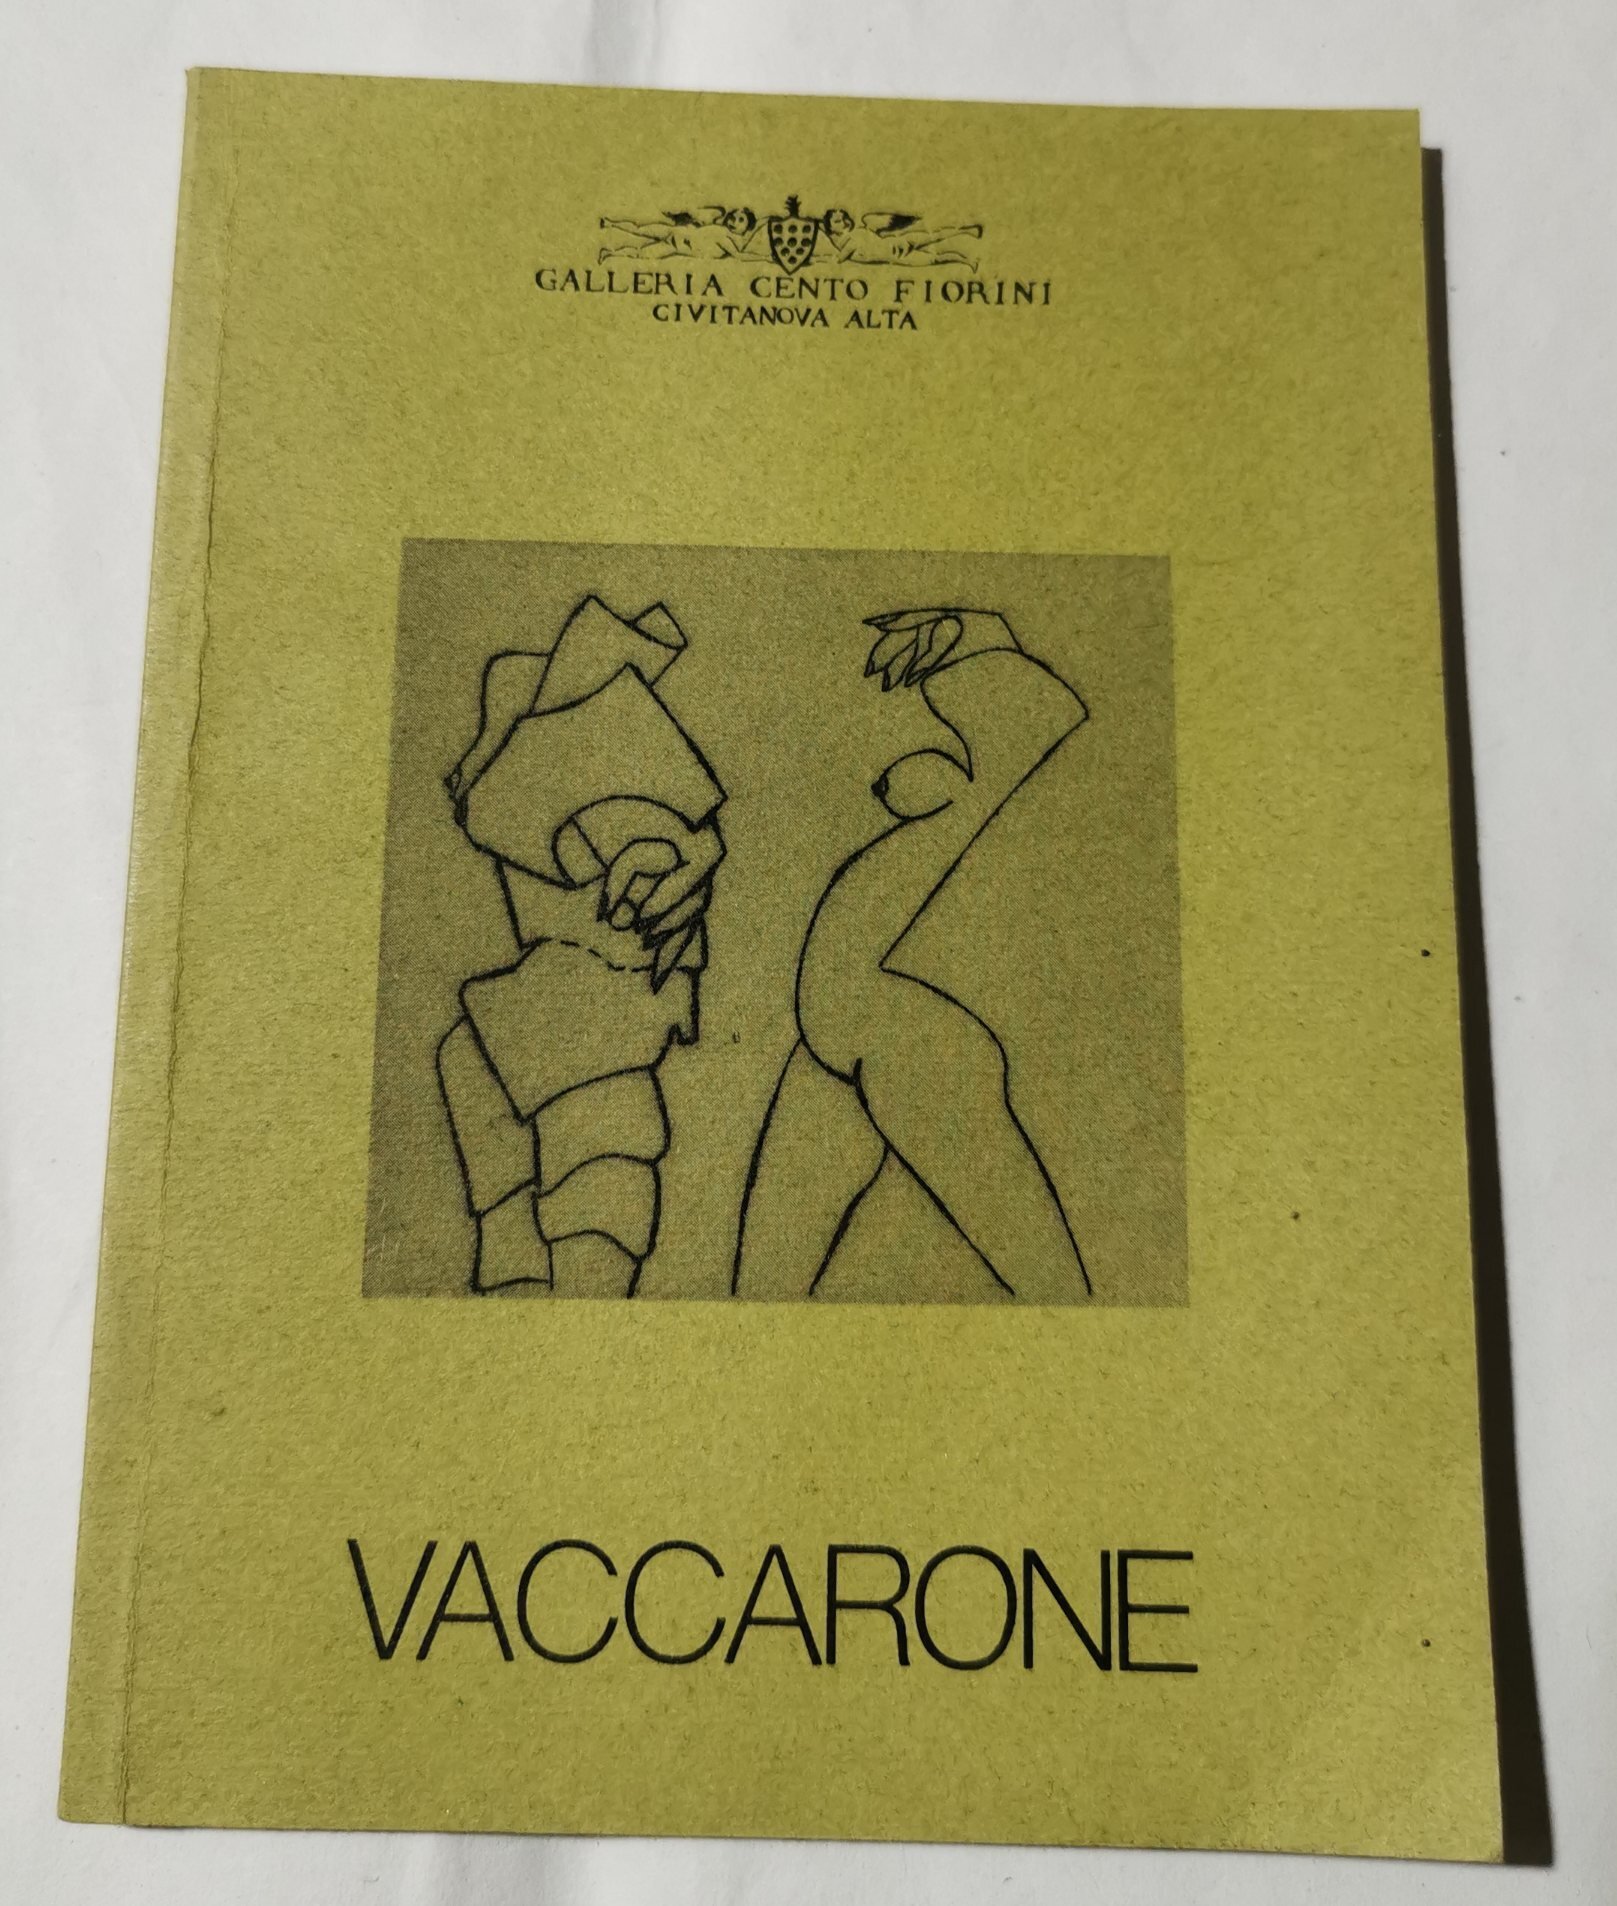 GALLERIA CENTO FIORINI
CIVITANOVA ALTA
VACCARONE